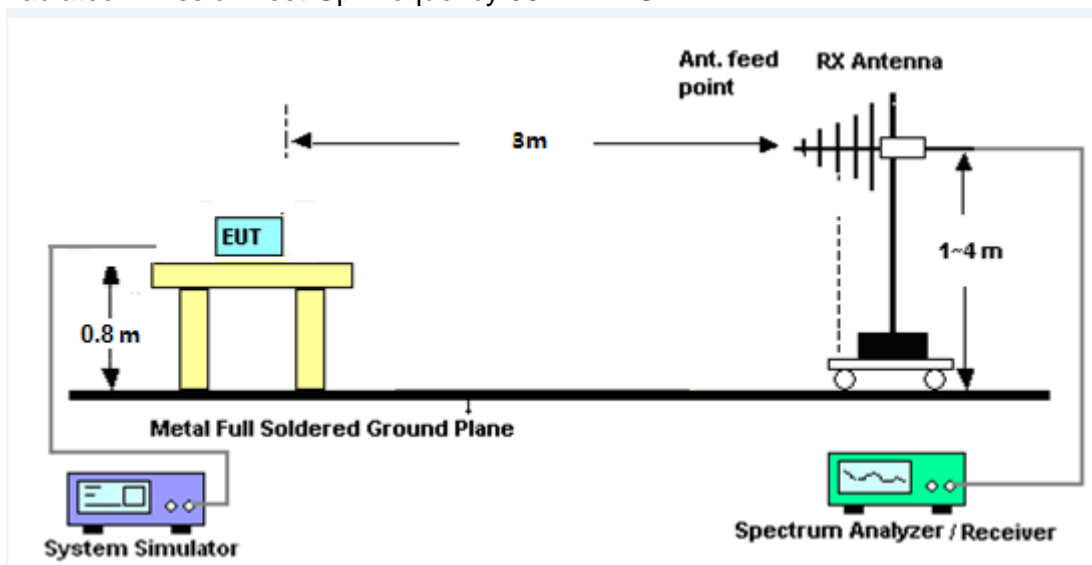 Ant. feed
point
RX Antenna
3m
EUT
1~4 m
0.8 m
Metal Full Soldered Ground Plane
System Simulator
Spectrum Analyzer / Receiver